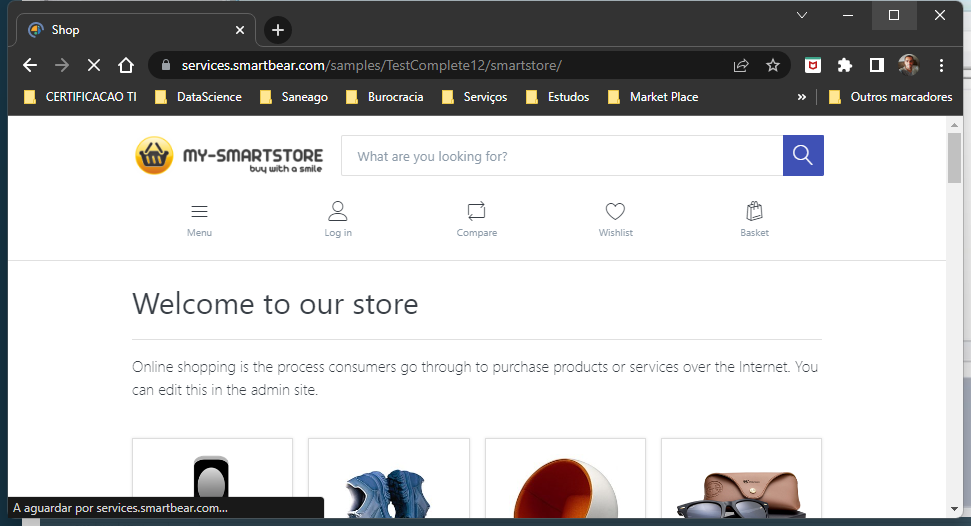 Shop
services.smartbear.com/samples/TestComplete12/smartstore/
CERTIFICACAO TI DataScience Saneago Burocracia Serviços Estudos Market Place » Outros marcadores
MY-SMARTSTORE
buy with a smile
What are you looking for?
Menu Log in Compare Wishlist Basket
Welcome to our store
Online shopping is the process consumers go through to purchase products or services over the Internet. You
can edit this in the admin site.
A aguardar por services.smartbear.com...